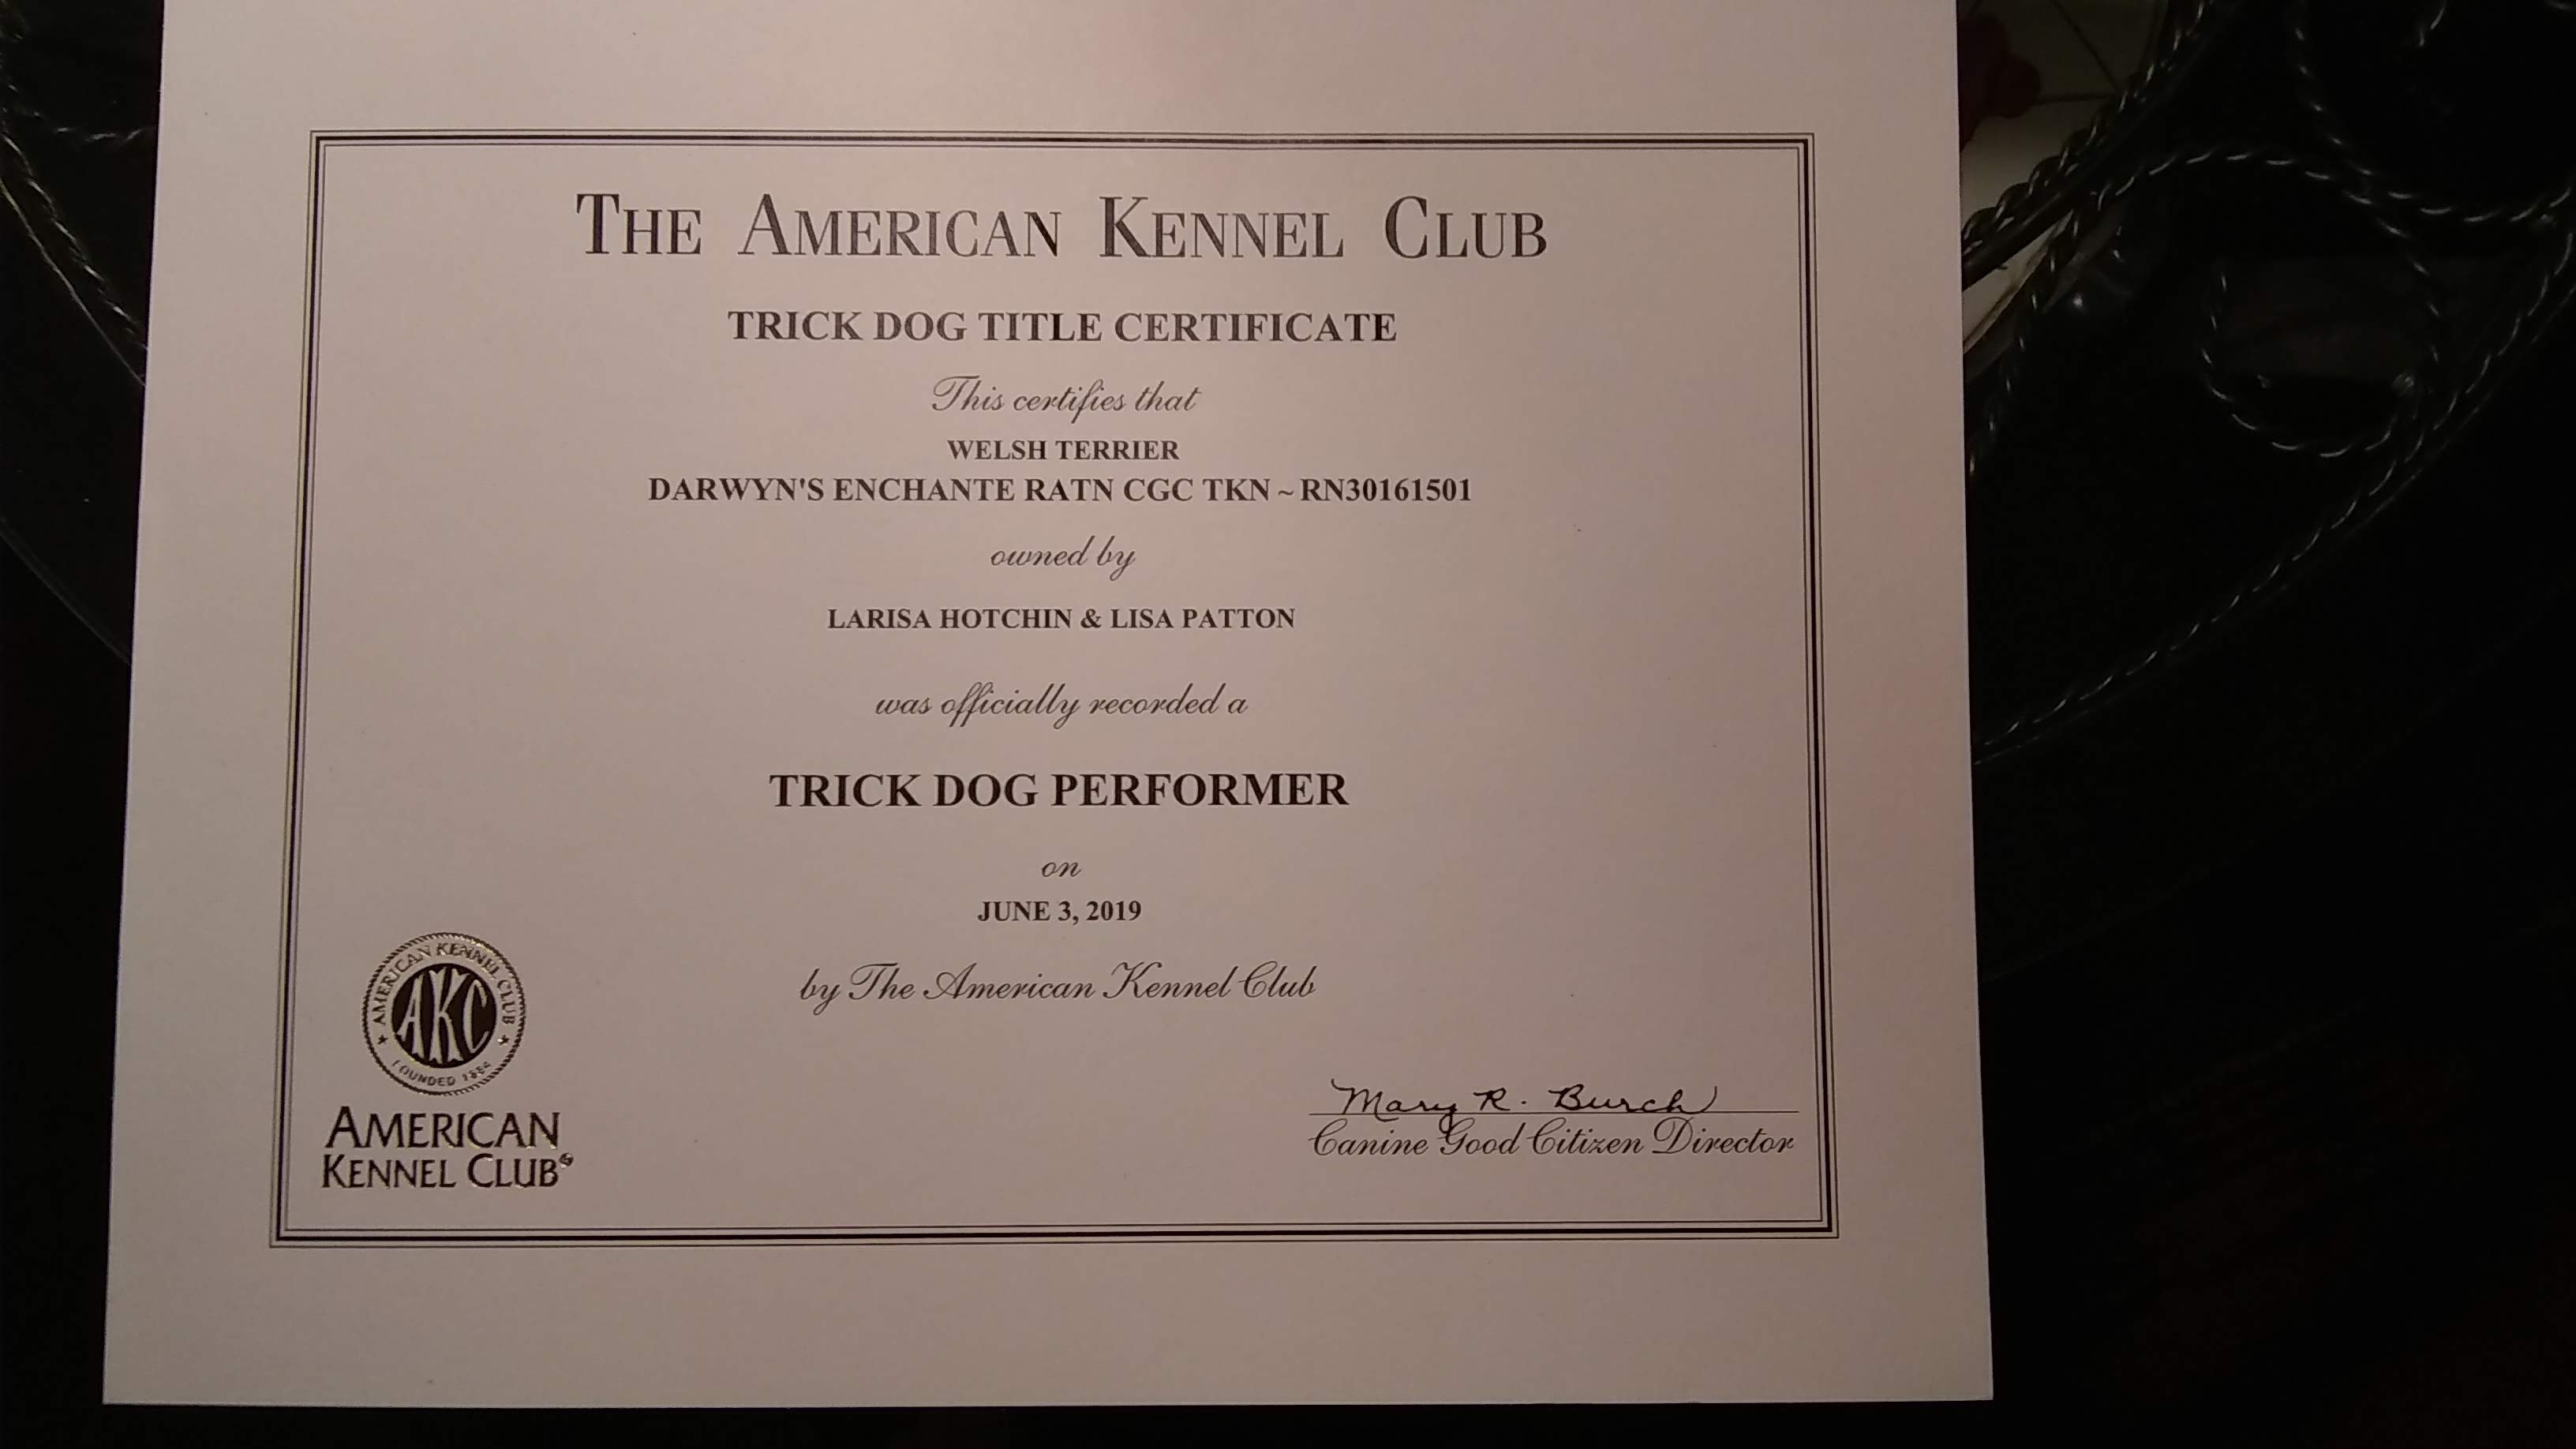 THE AMERICAN KENNEL CLUB
TRICK DOG TITLE CERTIFICATE
This certifies that
WELSH TERRIER
DARWYN'S ENCHANTE RATN CGC TKN ~ RN30161501
owned by
LARISA HOTCHIN & LISA PATTON
was officially recorded a
TRICK DOG PERFORMER
on
JUNE 3, 2019
by The American Kennel Club
AMERICAN KENNEL CLUB
AKC
FOUNDED 1884
AMERICAN
KENNEL CLUB®
Mary R. Burch
Canine Good Citizen Director